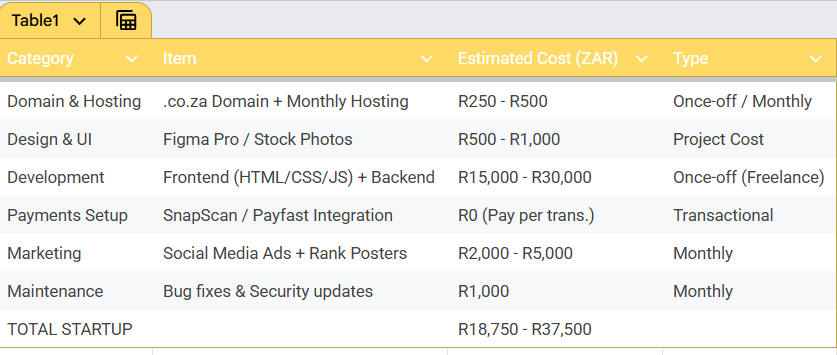 Table1
Category Item Estimated Cost (ZAR) Type
Domain & Hosting .co.za Domain + Monthly Hosting R250 - R500 Once-off / Monthly
Design & UI Figma Pro / Stock Photos R500 - R1,000 Project Cost
Development Frontend (HTML/CSS/JS) + Backend R15,000 - R30,000 Once-off (Freelance)
Payments Setup SnapScan / Payfast Integration R0 (Pay per trans.) Transactional
Marketing Social Media Ads + Rank Posters R2,000 - R5,000 Monthly
Maintenance Bug fixes & Security updates R1,000 Monthly
TOTAL STARTUP R18,750 - R37,500